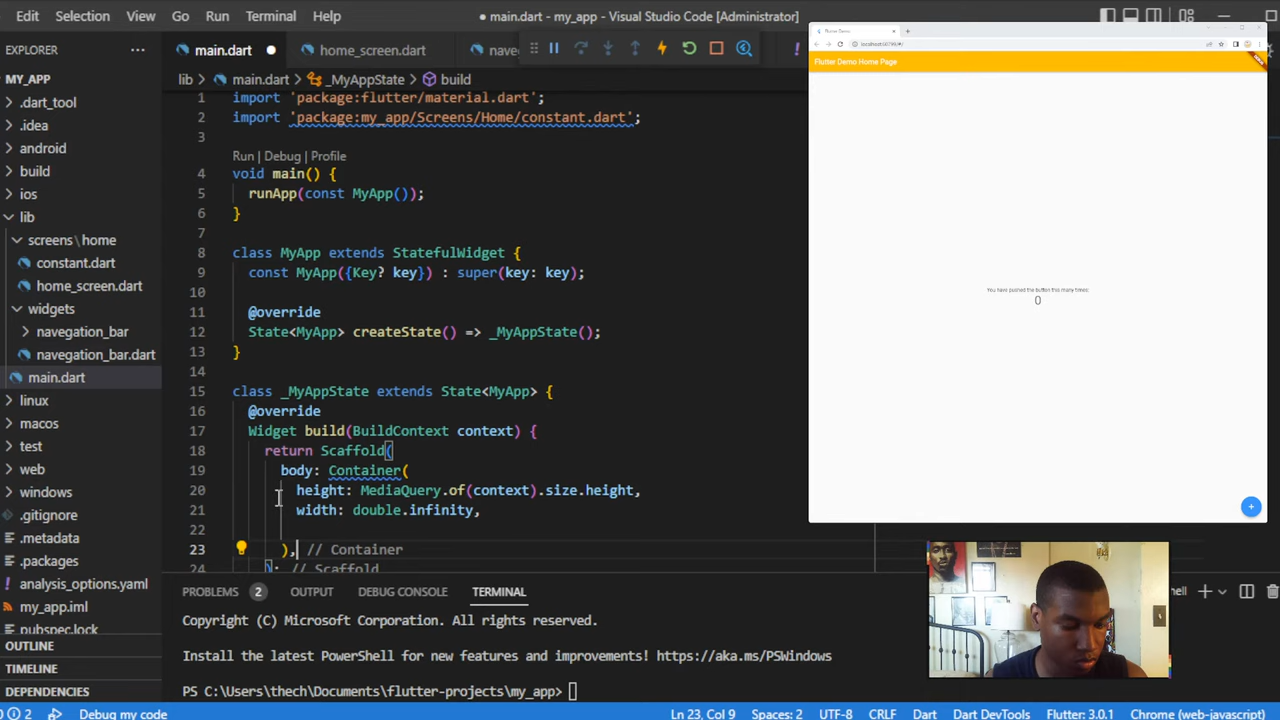 Edit View Go Run Terminal Help
● main.dart - my_app - Visual Studio Code [Administrator]
EXPLORER
main.dart
home_screen.dart
MY_APP
.dart_tool
.idea
android
build
ios
lib
screens\home
constant.dart
home_screen.dart
widgets
navegation_bar
navegation_bar.dart
main.dart
linux
macos
test
web
windows
.gitignore
.metadata
.packages
analysis_options.yaml
my_app.iml
pubspec.lock
OUTLINE
TIMELINE
DEPENDENCIES
lib > main.dart > _MyAppState > build
1 import 'package:flutter/material.dart';
2 import 'package:my_app/Screens/Home/constant.dart';
3
Run | Debug | Profile
4 void main() {
5 runApp(const MyApp());
6 }
7
8 class MyApp extends StatefulWidget {
9 const MyApp({Key? key}) : super(key: key);
10
11 @override
12 State<MyApp> createState() => _MyAppState();
13 }
14
15 class _MyAppState extends State<MyApp> {
16 @override
17 Widget build(BuildContext context) {
18 return Scaffold(
19 body: Container(
20 height: MediaQuery.of(context).size.height,
21 width: double.infinity,
22
23 ), // Container
24 ); // Scaffold
PROBLEMS 2 OUTPUT DEBUG CONSOLE TERMINAL
Copyright (C) Microsoft Corporation. All rights reserved.
Install the latest PowerShell for new features and improvements! https://aka.ms/PSWindows
PS C:\Users\thech\Documents\flutter-projects\my_app>
0 2 Debug my code
Ln 23, Col 9 Spaces: 2 UTF-8 CRLF Dart Dart DevTools Flutter: 3.0.1 Chrome (web-javascript)
Flutter Demo
Flutter Demo Home Page
You have pushed the button this many times:
0